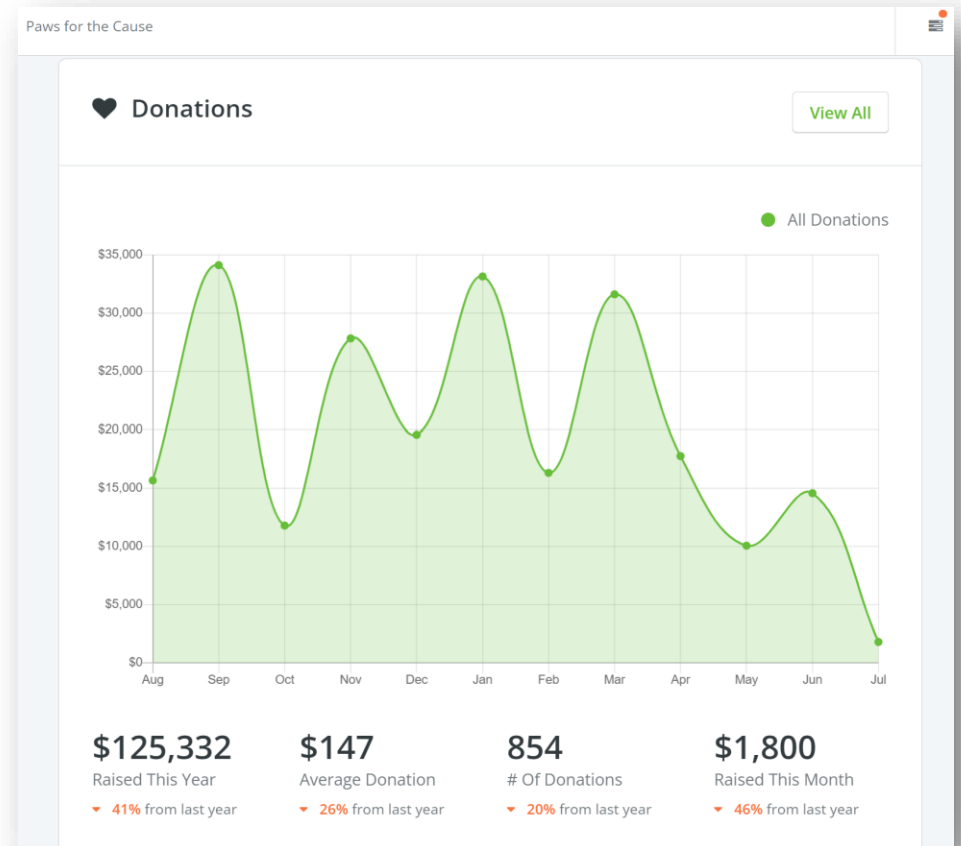 Paws for the Cause
Donations
View All
All Donations
$35,000
$30,000
$25,000
$20,000
$15,000
$10,000
$5,000
$0
Aug Sep Oct Nov Dec Jan Feb Mar Apr May Jun Jul
$125,332 $147 854 $1,800
Raised This Year Average Donation # Of Donations Raised This Month
41% from last year 26% from last year 20% from last year 46% from last year